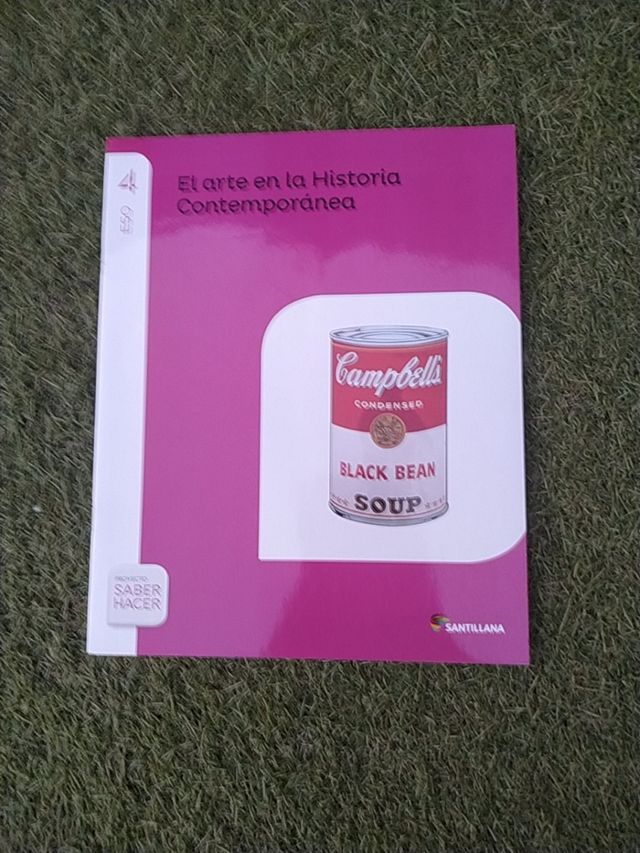 4
ESO
El arte en la Historia
Contemporánea
Campbell's
CONDENSED
BLACK BEAN
SOUP
PROYECTO
SABER
HACER
SANTILLANA